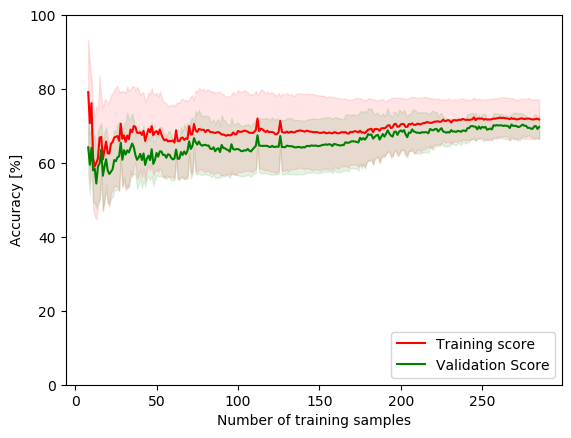 100
80
60
40
20
0
Accuracy [%]
0 50 100 150 200 250
Number of training samples
Training score
Validation Score